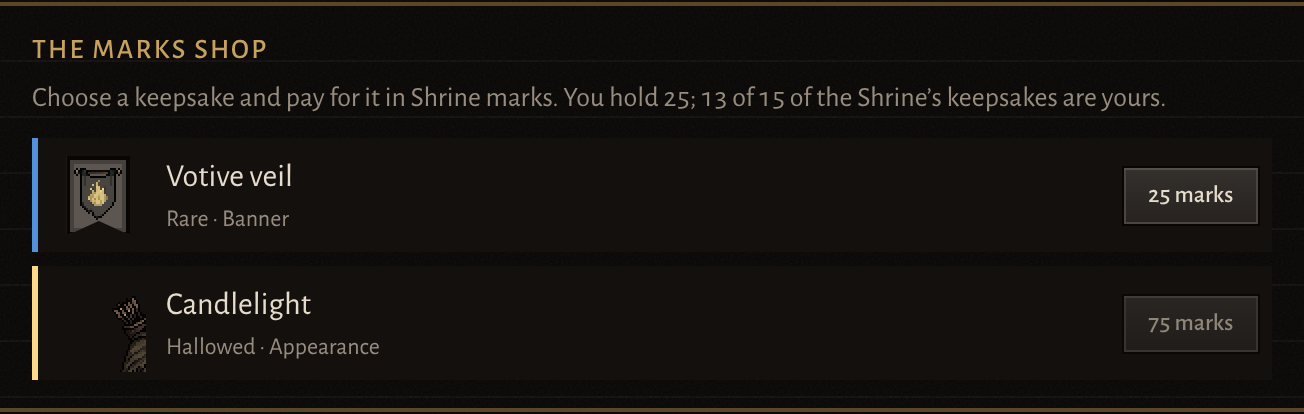 THE MARKS SHOP
Choose a keepsake and pay for it in Shrine marks. You hold 25; 13 of 15 of the Shrine’s keepsakes are yours.
Votive veil
25 marks
Rare · Banner
Candlelight
75 marks
Hallowed · Appearance